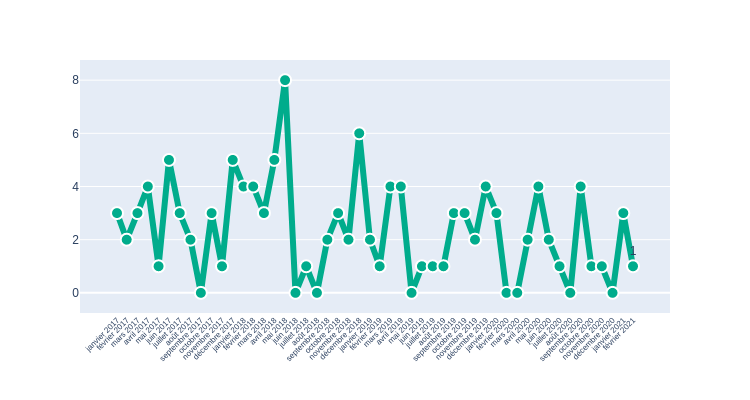 8
6
4
2
0
1
janvier 2017
février 2017
mars 2017
avril 2017
mai 2017
juin 2017
juillet 2017
août 2017
septembre 2017
octobre 2017
novembre 2017
décembre 2017
janvier 2018
février 2018
mars 2018
avril 2018
mai 2018
juin 2018
juillet 2018
août 2018
septembre 2018
octobre 2018
novembre 2018
décembre 2018
janvier 2019
février 2019
mars 2019
avril 2019
mai 2019
juin 2019
juillet 2019
août 2019
septembre 2019
octobre 2019
novembre 2019
décembre 2019
janvier 2020
février 2020
mars 2020
avril 2020
mai 2020
juin 2020
juillet 2020
août 2020
septembre 2020
octobre 2020
novembre 2020
décembre 2020
janvier 2021
février 2021